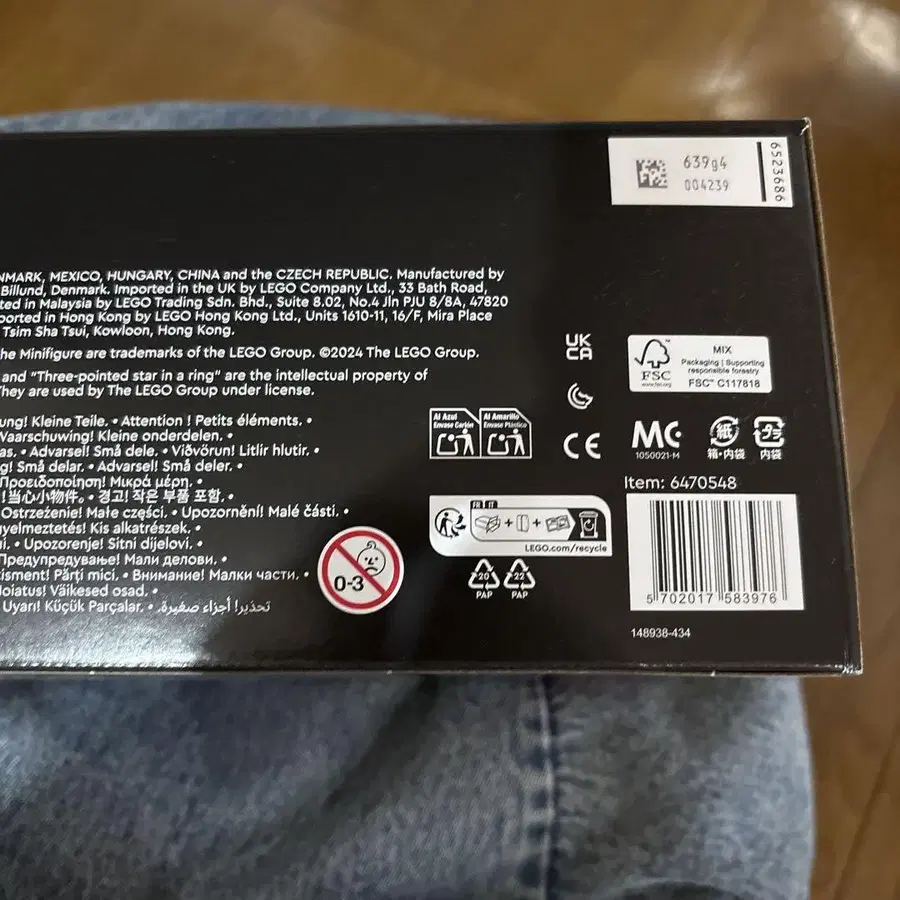 639g4
004239
6523686
NMARK, MEXICO, HUNGARY, CHINA and the CZECH REPUBLIC. Manufactured by
Billund, Denmark. Imported in the UK by LEGO Company Ltd., 33 Bath Road,
ted in Malaysia by LEGO Trading Sdn. Bhd., Suite 8.02, No.4 Jln PJU 8/8A, 47820
ported in Hong Kong by LEGO Hong Kong Ltd., Units 1610-11, 16/F, Mira Place
Tsim Sha Tsui, Kowloon, Hong Kong.
he Minifigure are trademarks of the LEGO Group. ©2024 The LEGO Group.
and "Three-pointed star in a ring" are the intellectual property of
They are used by The LEGO Group under license.
ung! Kleine Teile. • Attention ! Petits éléments. •
Waarschuwing! Kleine onderdelen. •
as. • Advarsel! Små dele. • Viðvörun! Litlir hlutir. •
g! Små delar. • Advarsel! Små deler. •
Προειδοποίηση! Μικρά μέρη. •
!当心小物件。• 경고! 작은 부품 포함. •
Ostrzeżenie! Małe części. • Upozornění! Malé části. •
gyelmeztetés! Kis alkatrészek. •
i. • Upozorenje! Sitni dijelovi. •
Предупредување! Мали делови. •
tisment! Părți mici. • Внимание! Малки части. •
Hoiatus! Väikesed osad. •
Uyarı! Küçük Parçalar. • تحذير! أجزاء صغيرة.
0-3
UK
CA
CE
Al Azul
Envase Cartón
Al Amarillo
Envase Plástico
FR IT
LEGO.com/recycle
20
PAP
22
PAP
FSC
www.fsc.org
MIX
Packaging | Supporting
responsible forestry
FSC™ C117818
MC
1050021-M
紙
箱・内袋
プラ
内袋
Item: 6470548
5 702017 583976
148938-434